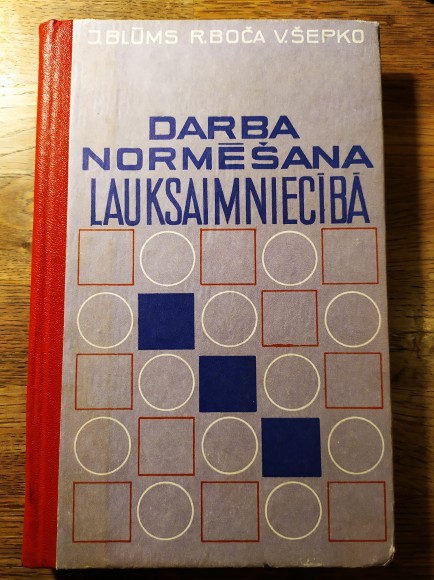 J.BLŪMS R.BOČA V.ŠEPKO
DARBA
NORMĒŠANA
LAUKSAIMNIECĪBĀ